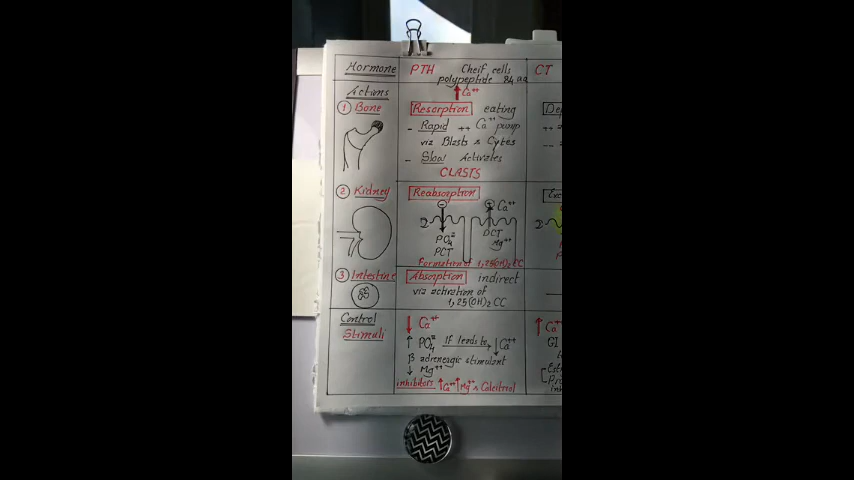 Hormone
PTH Cheif cells
polypeptide 84 aa
↑Ca++
CT
Actions
① Bone
Resorption eating
- Rapid ++ Ca++ pump
via Blasts & Cytes
- Slow Activates
CLASTS
② Kidney
Reabsorption
Ca++
PO4
PCT
DCT
Mg++
Formation of 1,25(OH)2 CC
③ Intestine
Absorption indirect
via activation of
1,25(OH)2 CC
Control
Stimuli
↓ Ca++
↑ PO4 If leads to ↓Ca++
β adrenergic stimulant
↓ Mg++
inhibitors ↑Ca++ ↑Mg++ & Calcitrol
↑ Ca++
GI